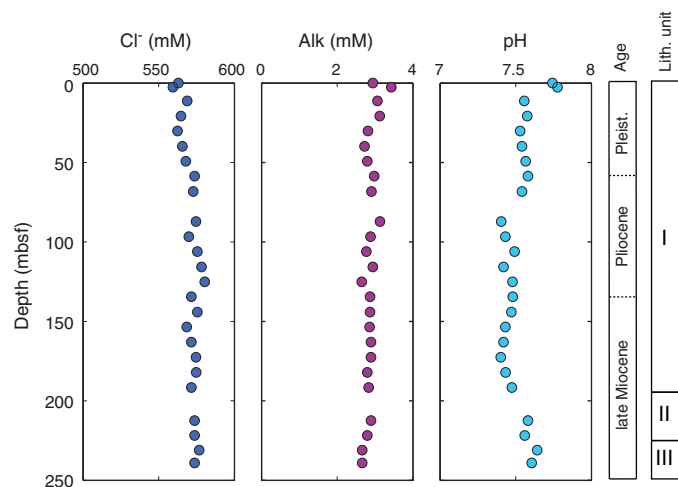 Cl⁻ (mM)
Alk (mM)
pH
Age
Lith. unit
500
550
600
0
2
4
7
7.5
8
0
50
100
150
200
250
Depth (mbsf)
Pleist.
Pliocene
late Miocene
I
II
III